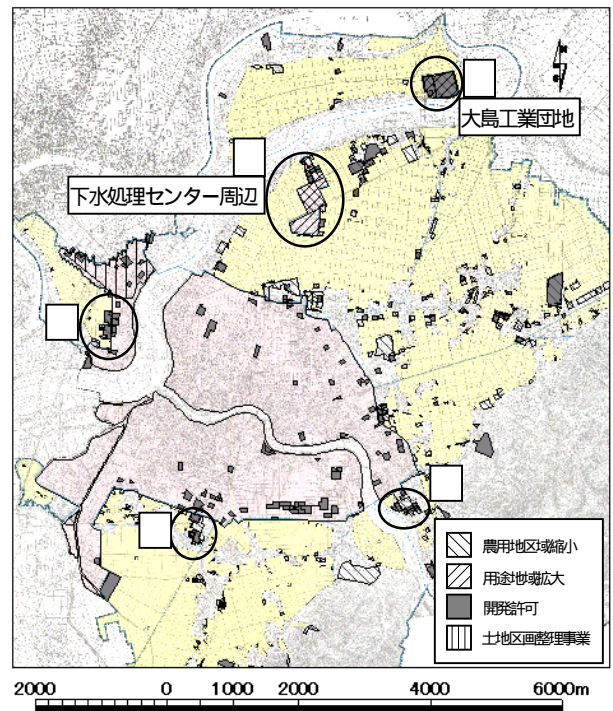 大島工業団地
下水処理センター周辺
農用地区域縮小
用途地域拡大
開発許可
土地区画整理事業
2000 0 1000 2000 4000 6000m